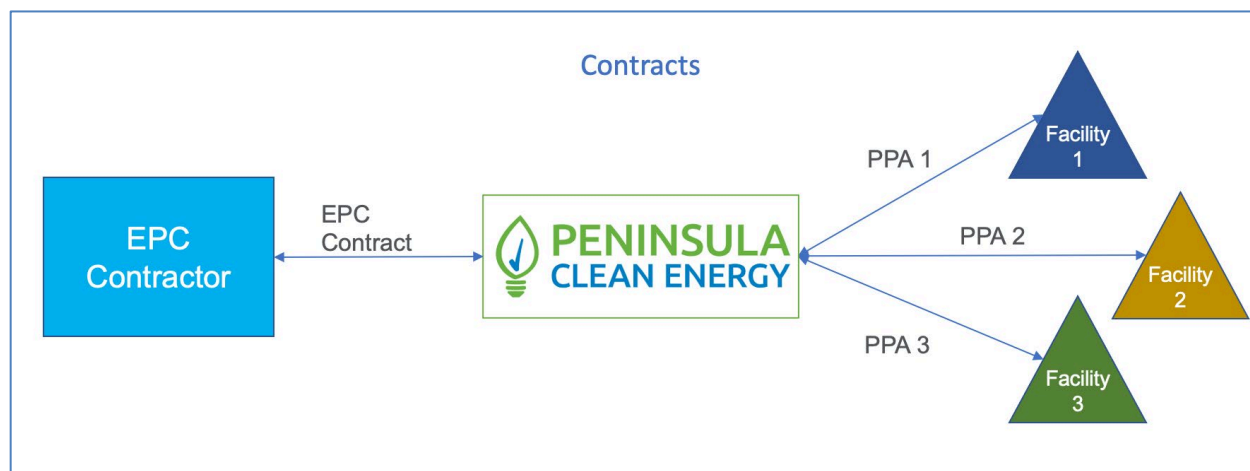 Contracts
EPC
Contractor
EPC
Contract
PENINSULA
CLEAN ENERGY
PPA 1
Facility
1
PPA 2
Facility
2
PPA 3
Facility
3